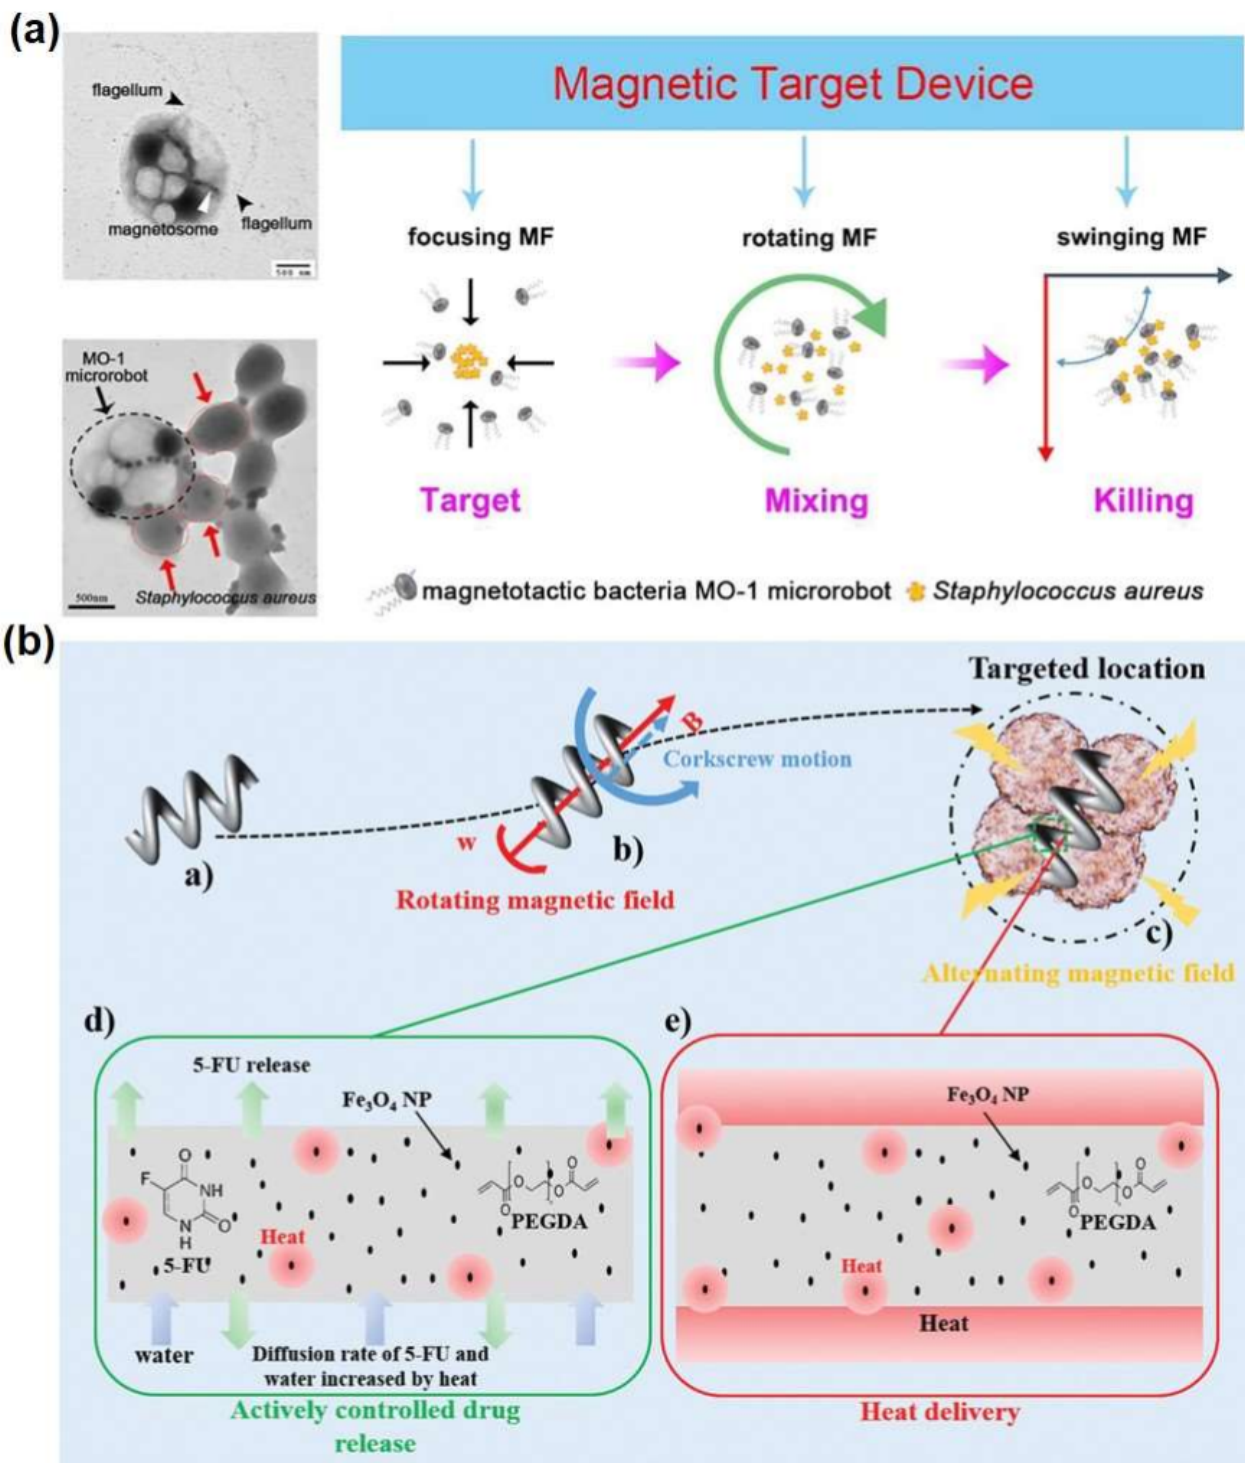 (a)
flagellum
magnetosome
flagellum
500 nm
MO-1
microrobot
500nm
Staphylococcus aureus
Magnetic Target Device
focusing MF
rotating MF
swinging MF
Target
Mixing
Killing
magnetotactic bacteria MO-1 microrobot
Staphylococcus aureus
(b)
Targeted location
B
Corkscrew motion
w
a)
b)
Rotating magnetic field
c)
Alternating magnetic field
d)
5-FU release
Fe₃O₄ NP
F
O
NH
O
N
H
5-FU
Heat
O
O
O
O
PEGDA
water
Diffusion rate of 5-FU and
water increased by heat
Actively controlled drug
release
e)
Fe₃O₄ NP
O
O
O
O
PEGDA
Heat
Heat
Heat delivery